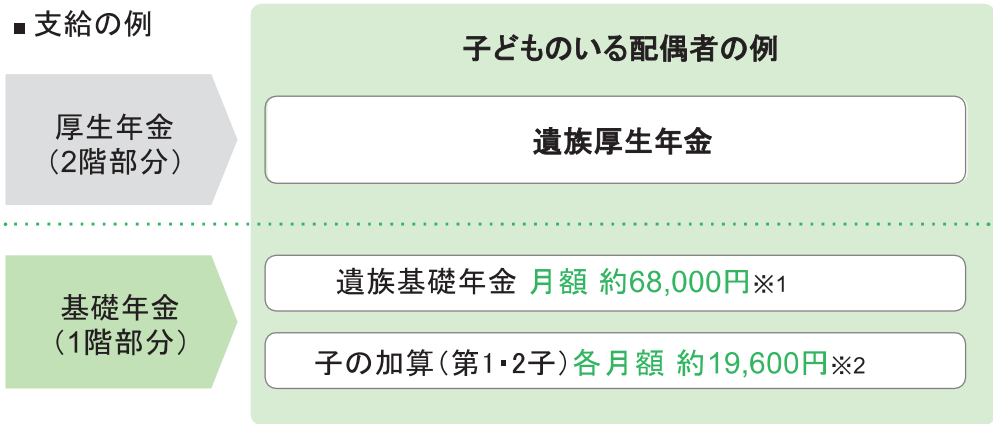 ■ 支給の例
子どものいる配偶者の例
厚生年金
（2階部分）
遺族厚生年金
基礎年金
（1階部分）
遺族基礎年金 月額 約68,000円※1
子の加算（第1・2子）各月額 約19,600円※2